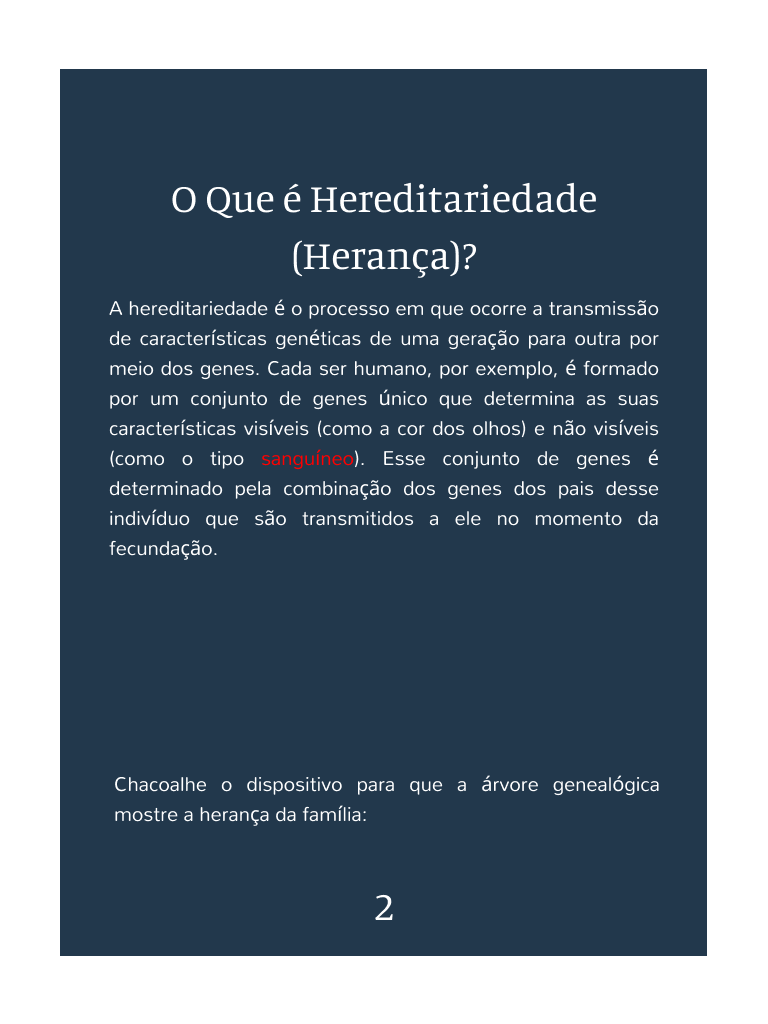 O Que é Hereditariedade
(Herança)?
A hereditariedade é o processo em que ocorre a transmissão
de características genéticas de uma geração para outra por
meio dos genes. Cada ser humano, por exemplo, é formado
por um conjunto de genes único que determina as suas
características visíveis (como a cor dos olhos) e não visíveis
(como o tipo sanguíneo). Esse conjunto de genes é
determinado pela combinação dos genes dos pais desse
indivíduo que são transmitidos a ele no momento da
fecundação.
Chacoalhe o dispositivo para que a árvore genealógica
mostre a herança da família:
2